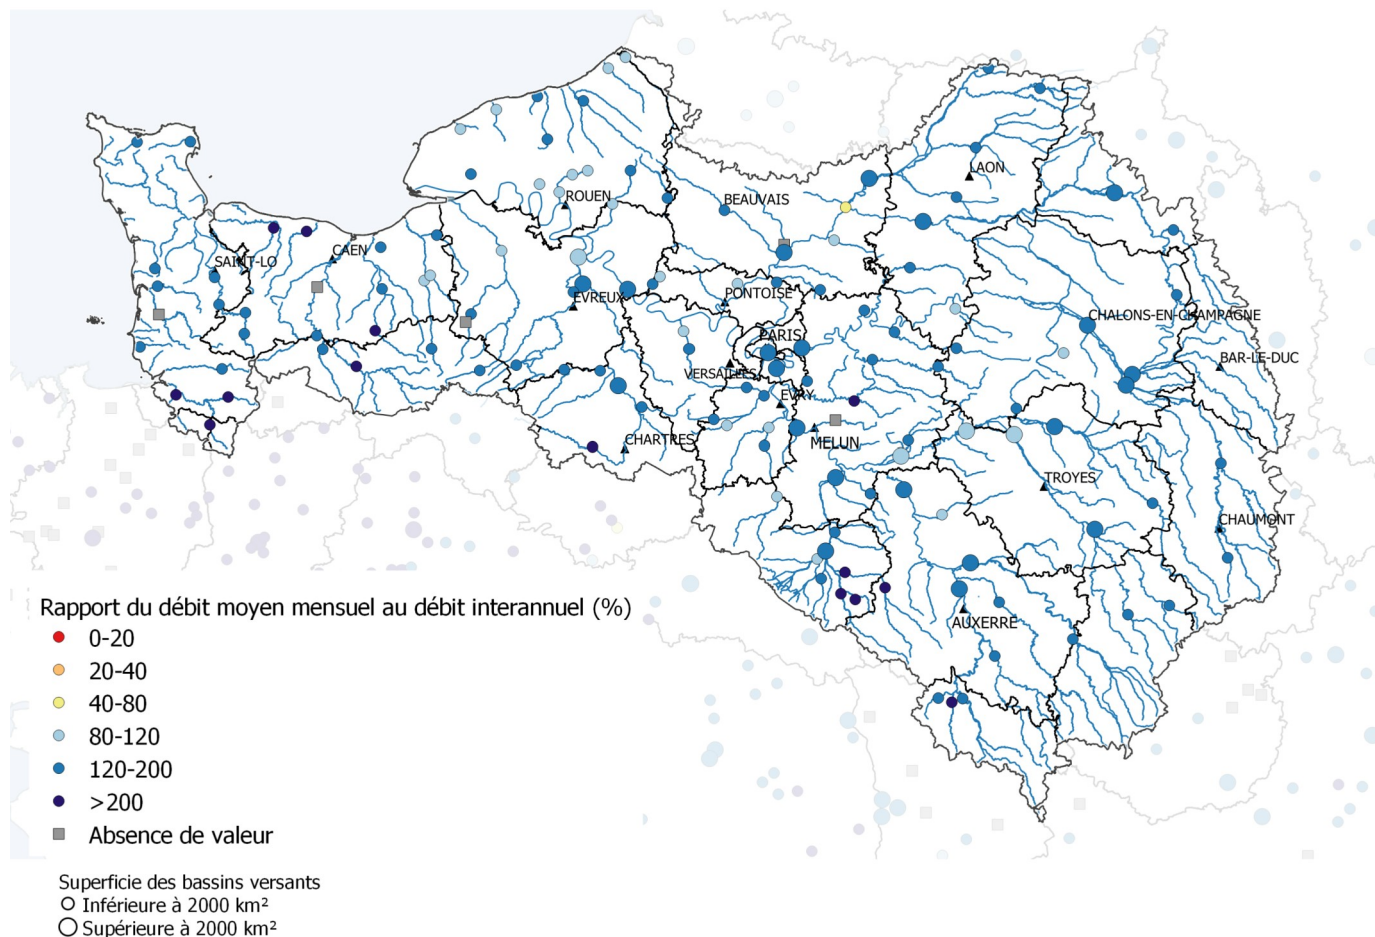 LAON
ROUEN
BEAUVAIS
CAEN
SAINT-LO
PONTOISE
EVREUX
CHALONS-EN-CHAMPAGNE
PARIS
BAR-LE-DUC
VERSAILLES
EVRY
CHARTRES
MELUN
TROYES
CHAUMONT
AUXERRE
Rapport du débit moyen mensuel au débit interannuel (%)
0-20
20-40
40-80
80-120
120-200
>200
Absence de valeur
Superficie des bassins versants
Inférieure à 2000 km²
Supérieure à 2000 km²